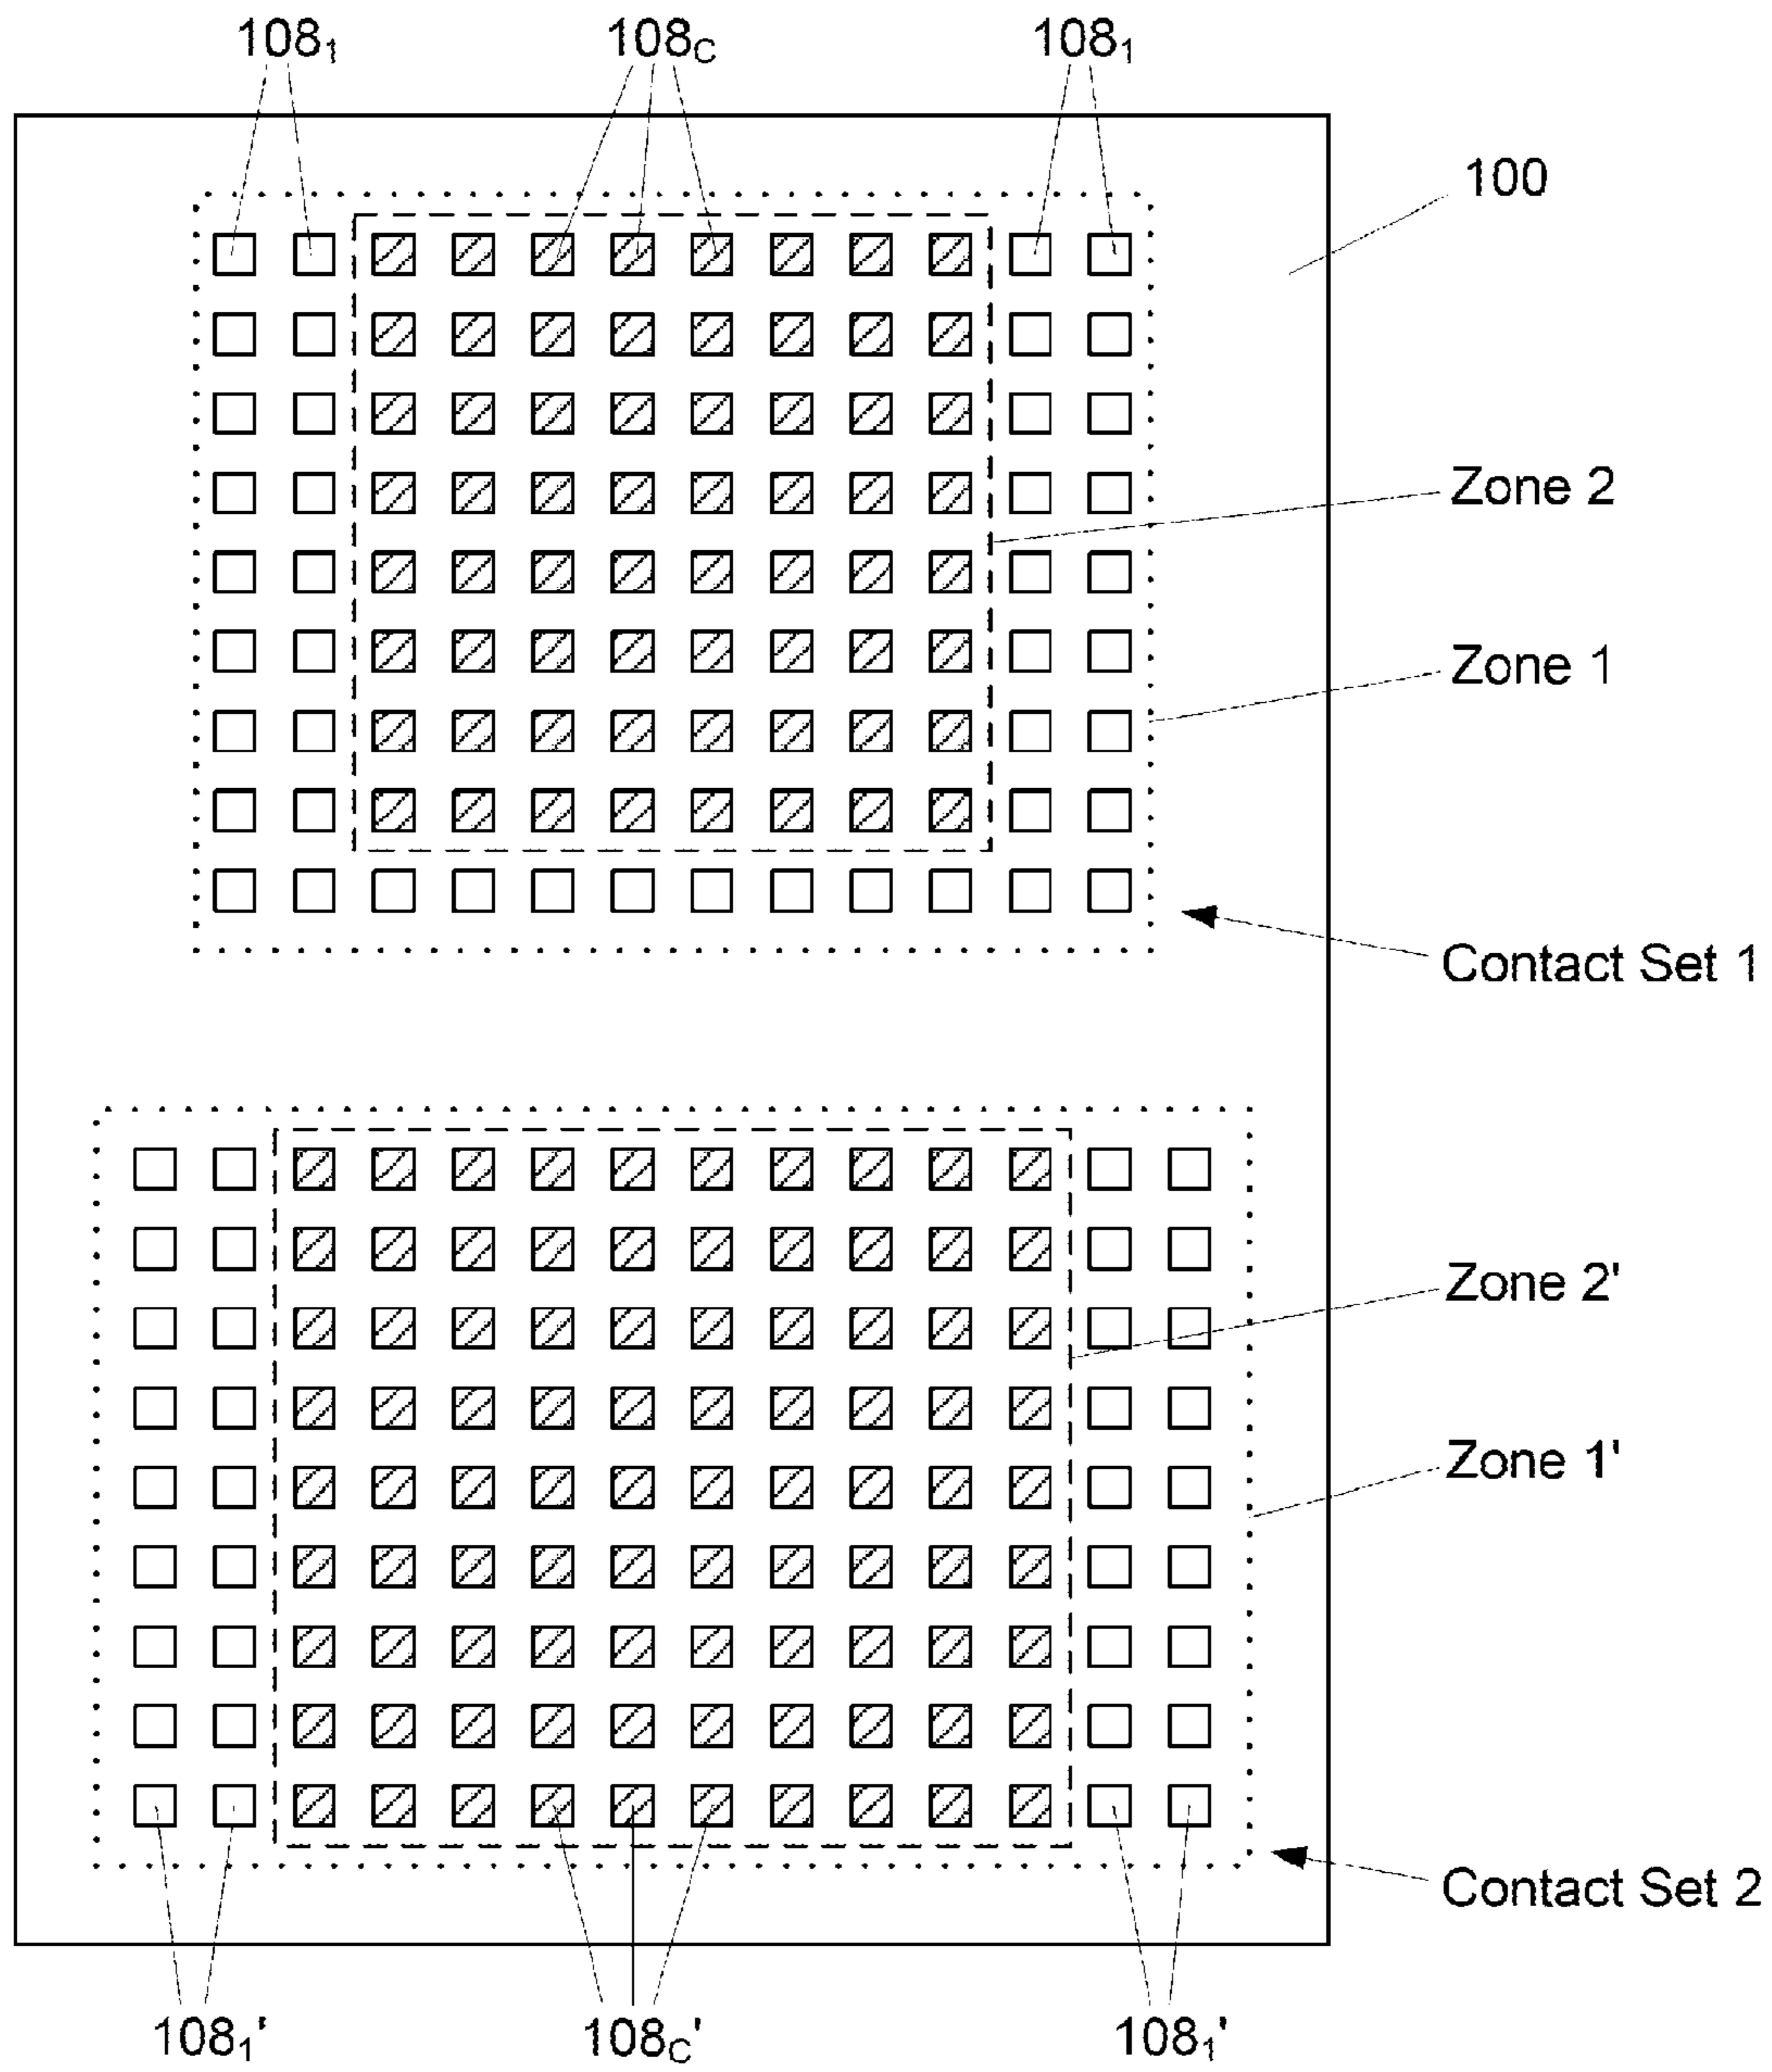 108₁ 108C 108₁
100
Zone 2
Zone 1
Contact Set 1
Zone 2'
Zone 1'
Contact Set 2
108₁' 108C' 108₁'